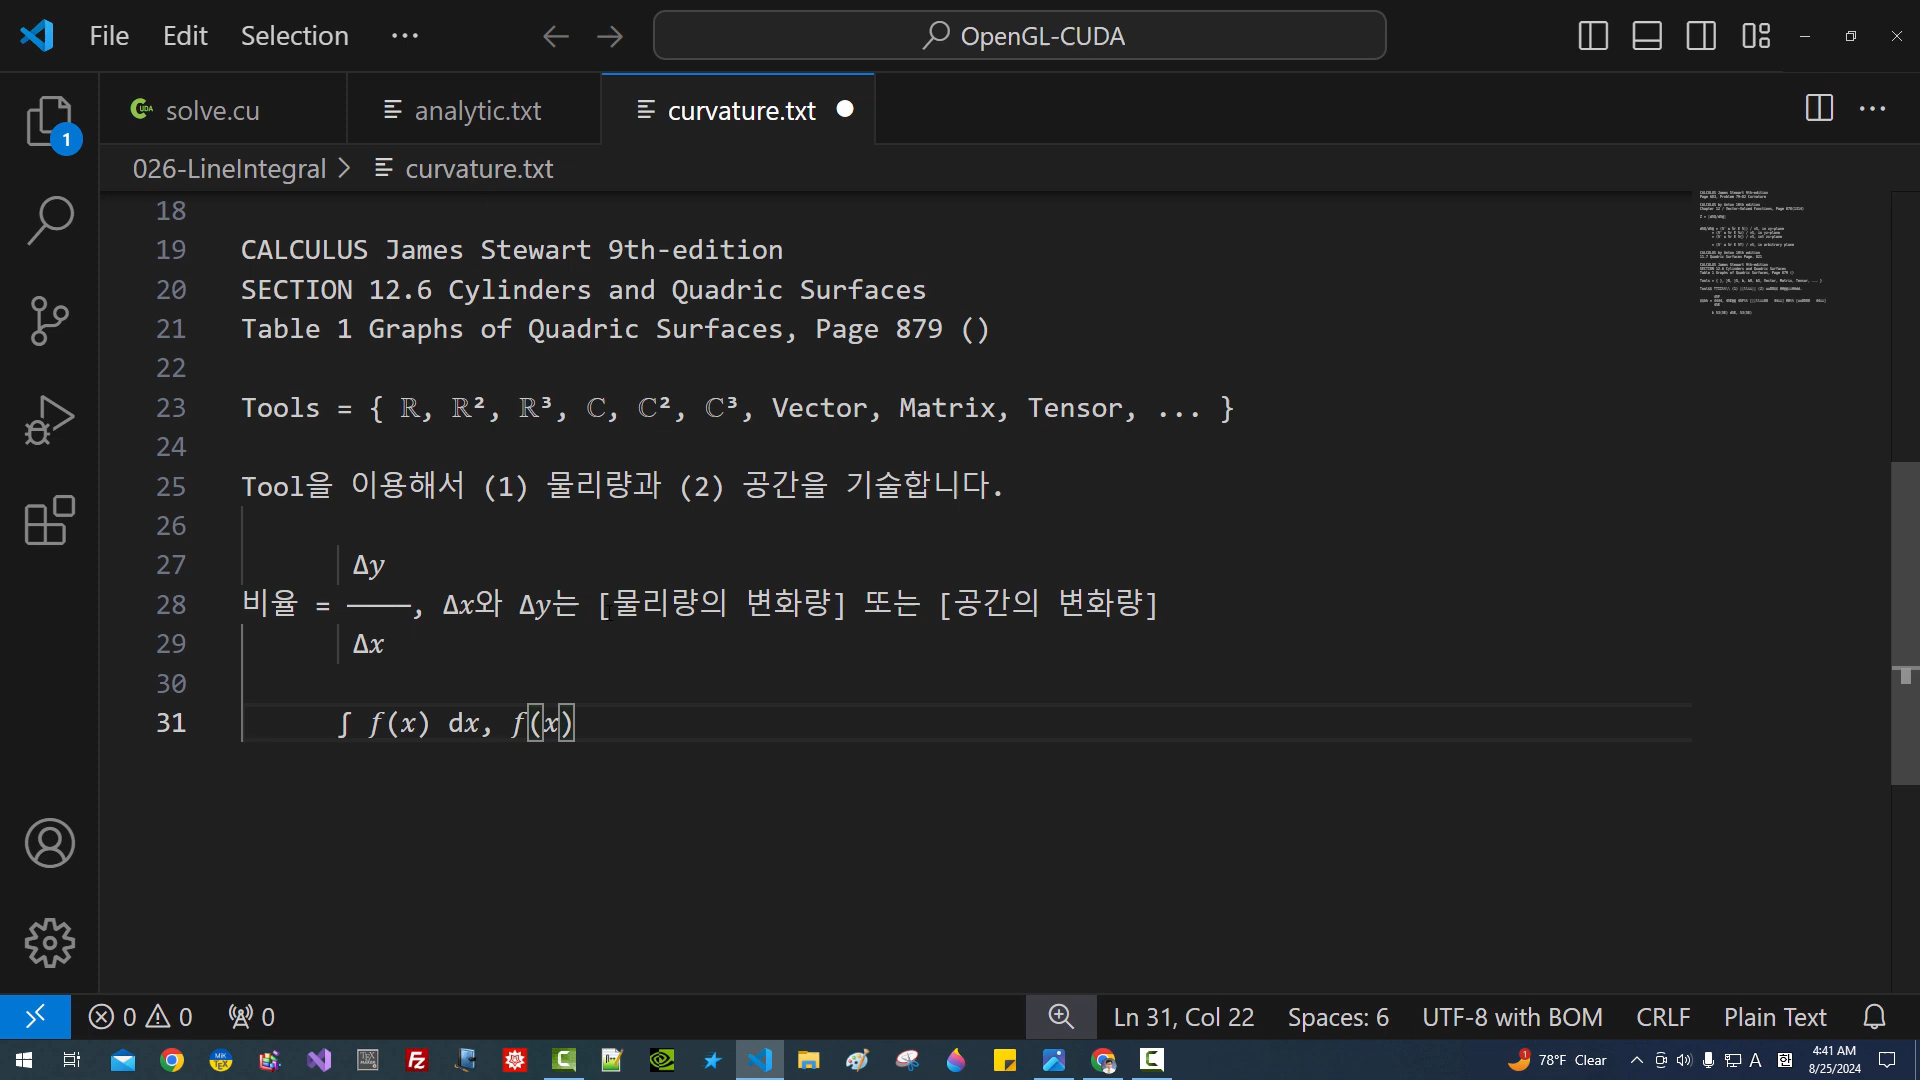 File Edit Selection ··· OpenGL-CUDA
solve.cu analytic.txt curvature.txt
026-LineIntegral > curvature.txt
18
19 CALCULUS James Stewart 9th-edition
20 SECTION 12.6 Cylinders and Quadric Surfaces
21 Table 1 Graphs of Quadric Surfaces, Page 879 ()
22
23 Tools = { ℝ, ℝ², ℝ³, ℂ, ℂ², ℂ³, Vector, Matrix, Tensor, ... }
24
25 Tool을 이용해서 (1) 물리량과 (2) 공간을 기술합니다.
26
27 Δ𝑦
28 비율 = ────, Δ𝑥와 Δ𝑦는 [물리량의 변화량] 또는 [공간의 변화량]
29 Δ𝑥
30
31 ∫ 𝑓(𝑥) d𝑥, 𝑓(𝑥)
1
0 0 0 Ln 31, Col 22 Spaces: 6 UTF-8 with BOM CRLF Plain Text
78°F Clear A 한 4:41 AM
8/25/2024